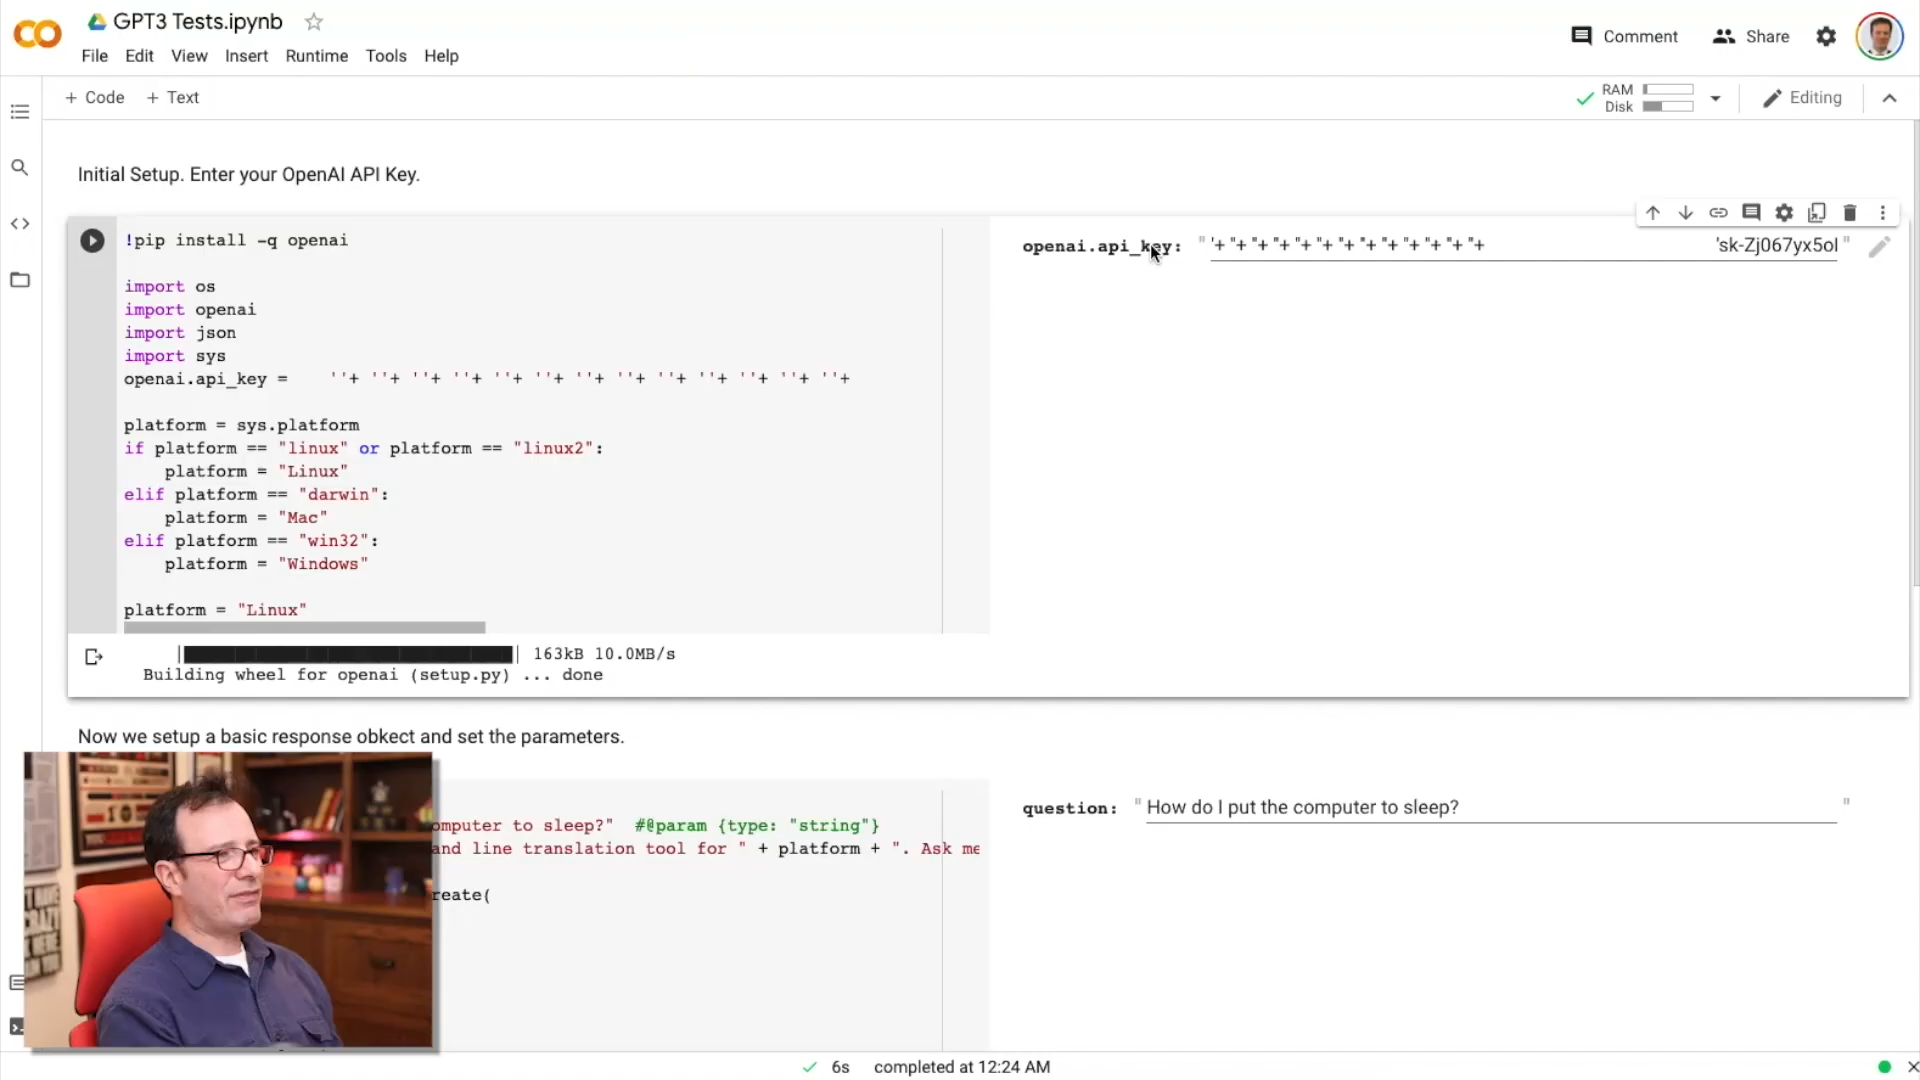 GPT3 Tests.ipynb
File Edit View Insert Runtime Tools Help
Comment
Share
+ Code + Text
RAM
Disk
Editing
Initial Setup. Enter your OpenAI API Key.
!pip install -q openai
import os
import openai
import json
import sys
openai.api_key = ''+ ''+ ''+ ''+ ''+ ''+ ''+ ''+ ''+ ''+ ''+ ''+ ''+
platform = sys.platform
if platform == "linux" or platform == "linux2":
platform = "Linux"
elif platform == "darwin":
platform = "Mac"
elif platform == "win32":
platform = "Windows"
platform = "Linux"
openai.api_key: " '+ "+ "+ "+ "+ "+ "+ "+ "+ "+ "+ "+ "+ 'sk-Zj067yx5ol "
163kB 10.0MB/s
Building wheel for openai (setup.py) ... done
Now we setup a basic response obkect and set the parameters.
omputer to sleep?" #@param {type: "string"}
and line translation tool for " + platform + ". Ask me
reate(
question: " How do I put the computer to sleep? "
6s completed at 12:24 AM